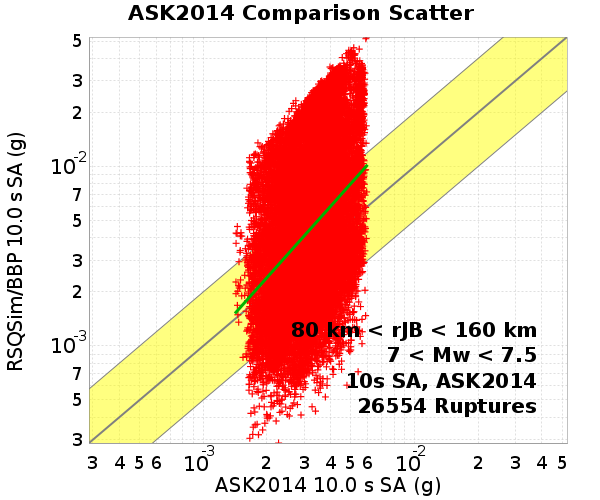 ASK2014 Comparison Scatter
RSQSim/BBP 10.0 s SA (g)
5
3
2
10-2
7
5
3
2
10-3
7
5
3
80 km < rJB < 160 km
7 < Mw < 7.5
10s SA, ASK2014
26554 Ruptures
3 4 5 6 10-3 2 3 4 5 6 10-2 2 3 4 5
ASK2014 10.0 s SA (g)